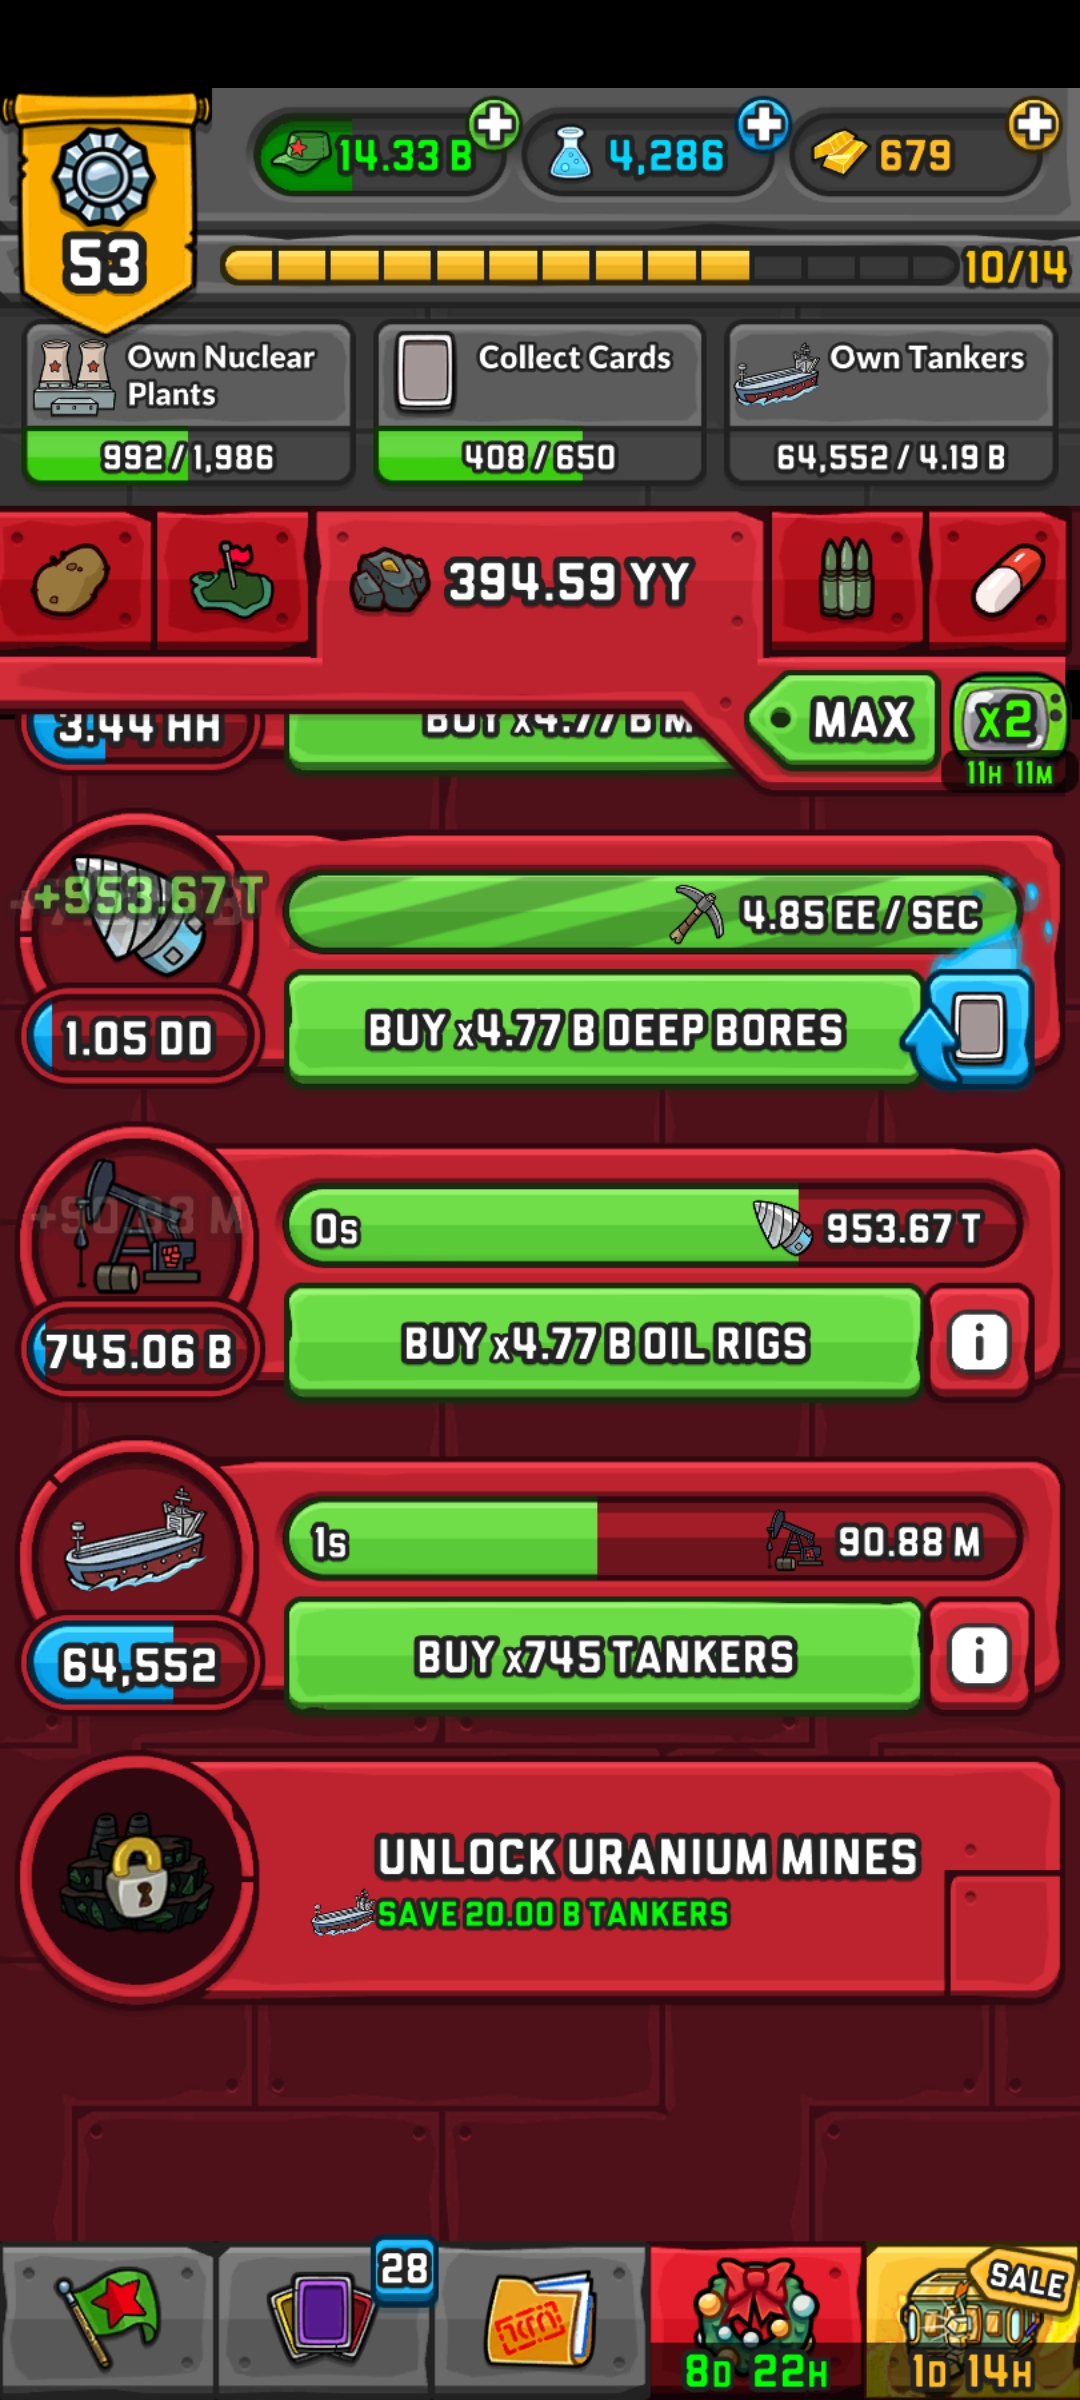 14.33 B
4,286
679
53
10/14
Own Nuclear
Plants
992/1,986
Collect Cards
408/650
Own Tankers
64,552/4.19 B
394.59 YY
MAX
x2
11H 11M
3.44 HH
BUY x4.77 B M
+953.67 T
4.85 EE/SEC
1.05 DD
BUY x4.77 B DEEP BORES
+90.88 M
0s
953.67 T
745.06 B
BUY x4.77 B OIL RIGS
i
1s
90.88 M
64,552
BUY x745 TANKERS
i
UNLOCK URANIUM MINES
SAVE 20.00 B TANKERS
28
SALE
8D 22H
1D 14H